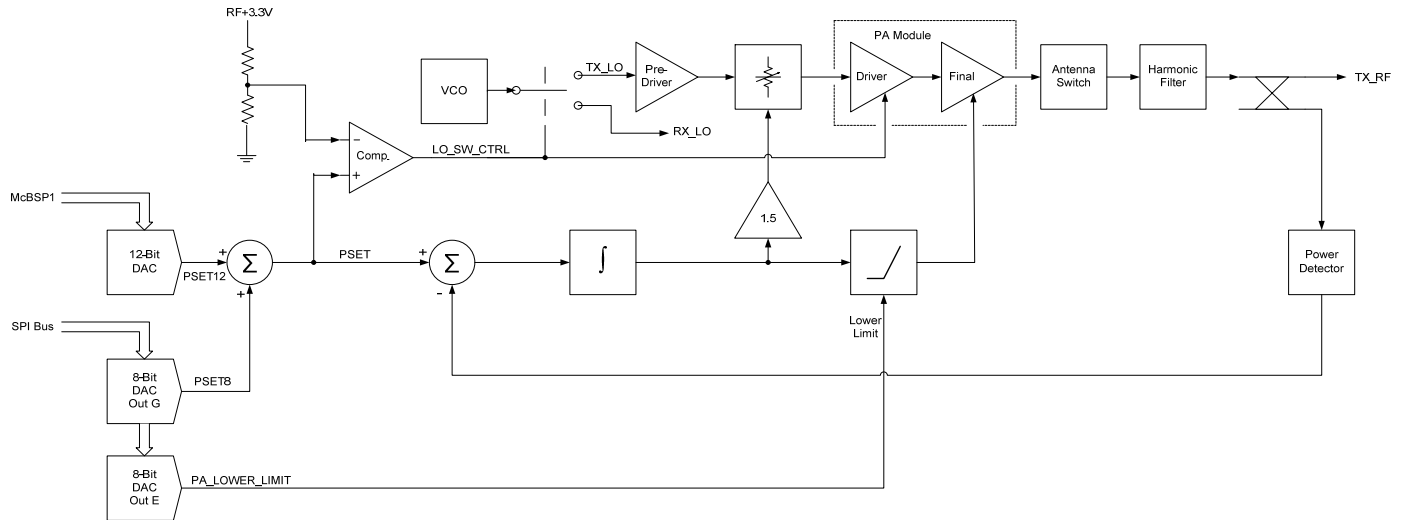 RF+3.3V
PA Module
VCO
TX_LO
Pre-
Driver
Driver
Final
Antenna
Switch
Harmonic
Filter
TX_RF
RX_LO
−
Comp.
+
LO_SW_CTRL
McBSP1
12-Bit
DAC
PSET12
+
Σ
+
PSET
+
Σ
-
∫
1.5
Lower
Limit
Power
Detector
SPI Bus
8-Bit
DAC
Out G
PSET8
8-Bit
DAC
Out E
PA_LOWER_LIMIT